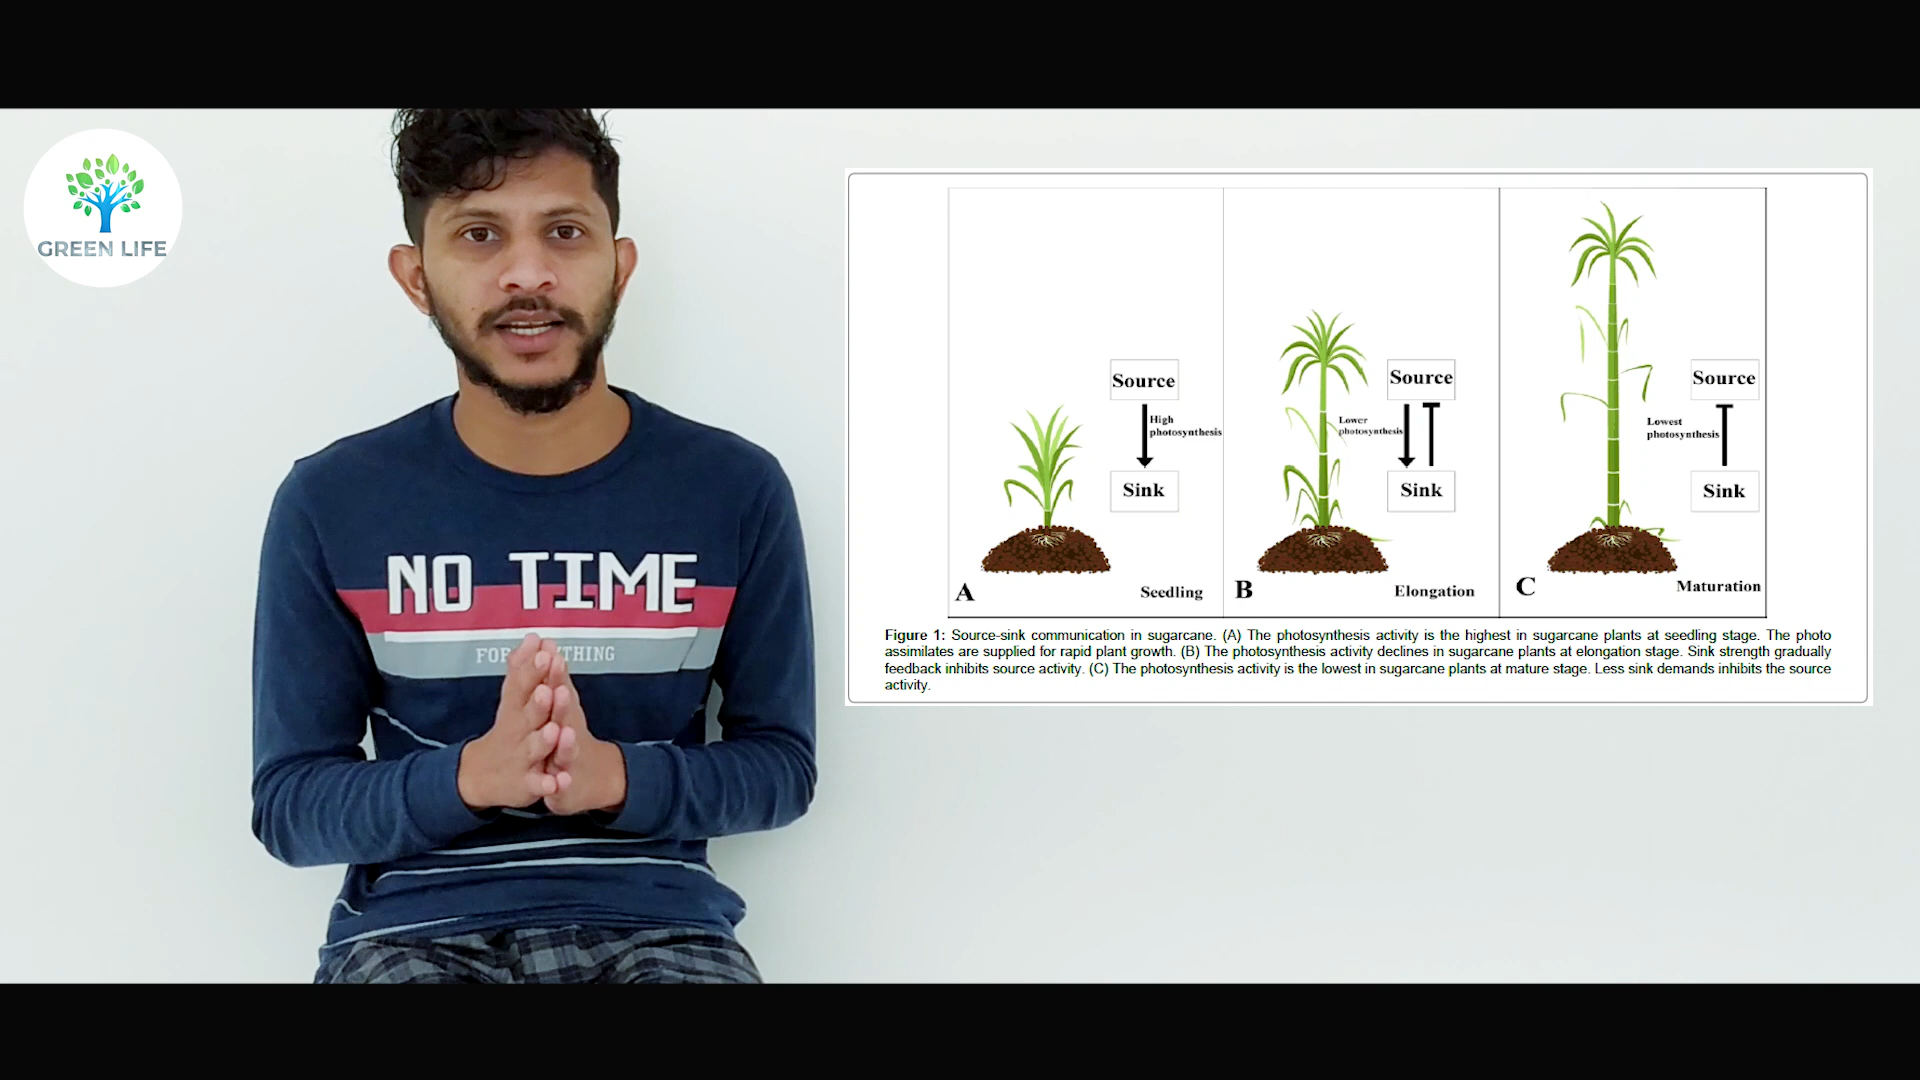 GREEN LIFE
NO TIME
FOR
THING
Source
High
photosynthesis
Sink
A
Seedling
Source
Lower
photosynthesis
Sink
B
Elongation
Source
Lowest
photosynthesis
Sink
C
Maturation
Figure 1: Source-sink communication in sugarcane. (A) The photosynthesis activity is the highest in sugarcane plants at seedling stage. The photo
assimilates are supplied for rapid plant growth. (B) The photosynthesis activity declines in sugarcane plants at elongation stage. Sink strength gradually
feedback inhibits source activity. (C) The photosynthesis activity is the lowest in sugarcane plants at mature stage. Less sink demands inhibits the source
activity.